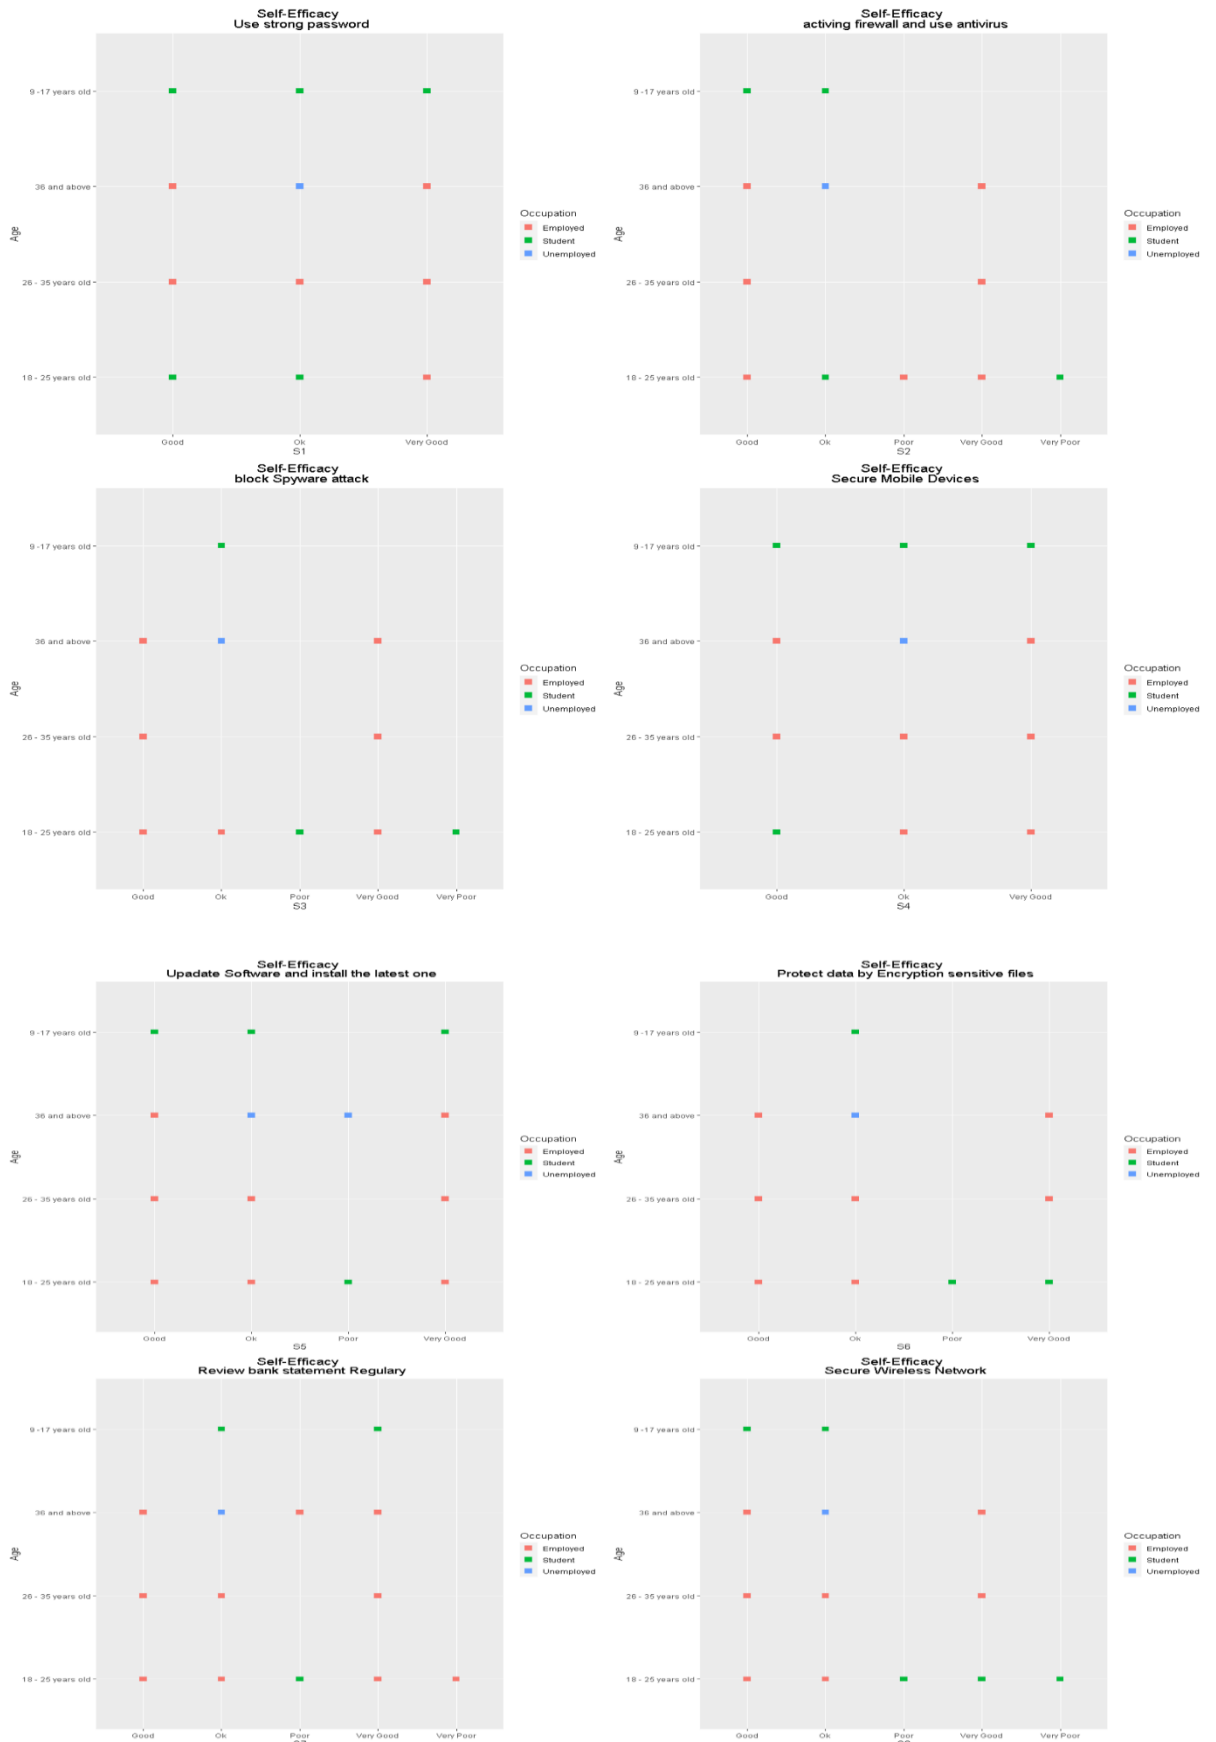 Self-Efficacy
Use strong password
9 -17 years old
36 and above
26 - 35 years old
18 - 25 years old
Age
Good Ok Very Good
S1
Occupation
Employed
Student
Unemployed
Self-Efficacy
activing firewall and use antivirus
9 -17 years old
36 and above
26 - 35 years old
18 - 25 years old
Age
Good Ok Poor Very Good Very Poor
S2
Occupation
Employed
Student
Unemployed
Self-Efficacy
block Spyware attack
9 -17 years old
36 and above
26 - 35 years old
18 - 25 years old
Age
Good Ok Poor Very Good Very Poor
S3
Occupation
Employed
Student
Unemployed
Self-Efficacy
Secure Mobile Devices
9 -17 years old
36 and above
26 - 35 years old
18 - 25 years old
Age
Good Ok Very Good
S4
Occupation
Employed
Student
Unemployed
Self-Efficacy
Upadate Software and install the latest one
9 -17 years old
36 and above
26 - 35 years old
18 - 25 years old
Age
Good Ok Poor Very Good
S5
Occupation
Employed
Student
Unemployed
Self-Efficacy
Protect data by Encryption sensitive files
9 -17 years old
36 and above
26 - 35 years old
18 - 25 years old
Age
Good Ok Poor Very Good
S6
Occupation
Employed
Student
Unemployed
Self-Efficacy
Review bank statement Regulary
9 -17 years old
36 and above
26 - 35 years old
18 - 25 years old
Age
Good Ok Poor Very Good Very Poor
Occupation
Employed
Student
Unemployed
Self-Efficacy
Secure Wireless Network
9 -17 years old
36 and above
26 - 35 years old
18 - 25 years old
Age
Good Ok Poor Very Good Very Poor
Occupation
Employed
Student
Unemployed